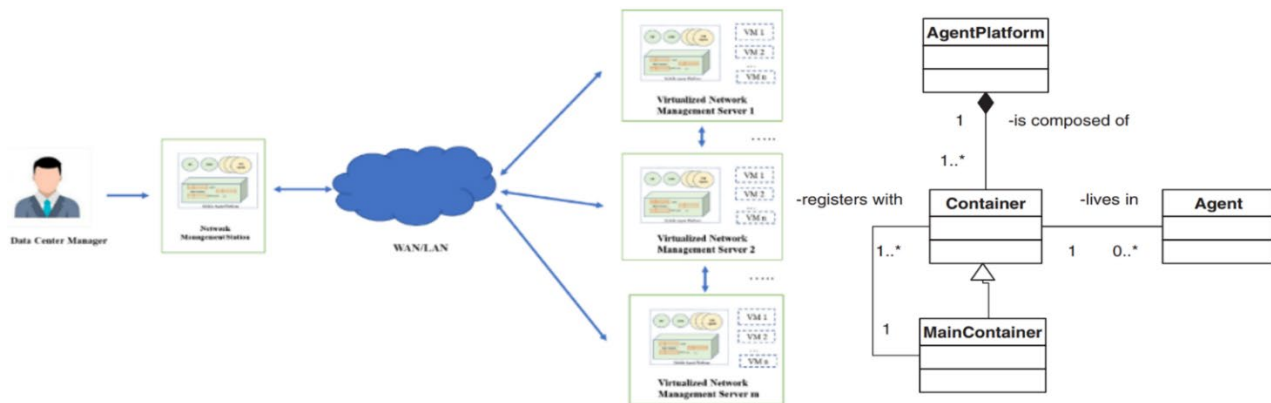 Data Center Manager
Network
Management Station
WAN/LAN
VM 1
VM 2
...
VM n
Virtualized Network
Management Server 1
.....
VM 1
VM 2
...
VM n
Virtualized Network
Management Server 2
.....
VM 1
VM 2
...
VM n
Virtualized Network
Management Server m
AgentPlatform
1
-is composed of
1..*
-registers with
Container
-lives in
Agent
1..*
1
0..*
1
MainContainer